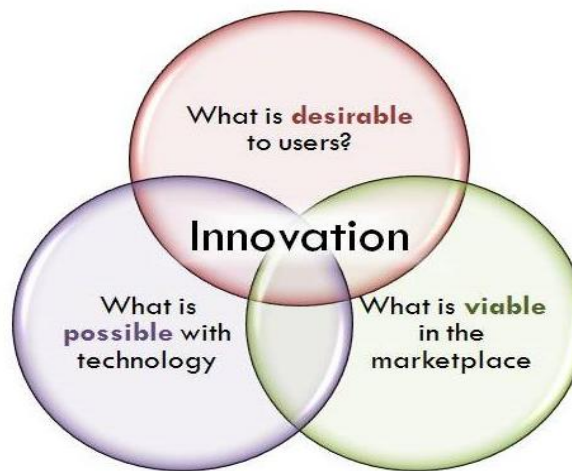 What is desirable
to users?
Innovation
What is
possible with
technology
What is viable
in the
marketplace